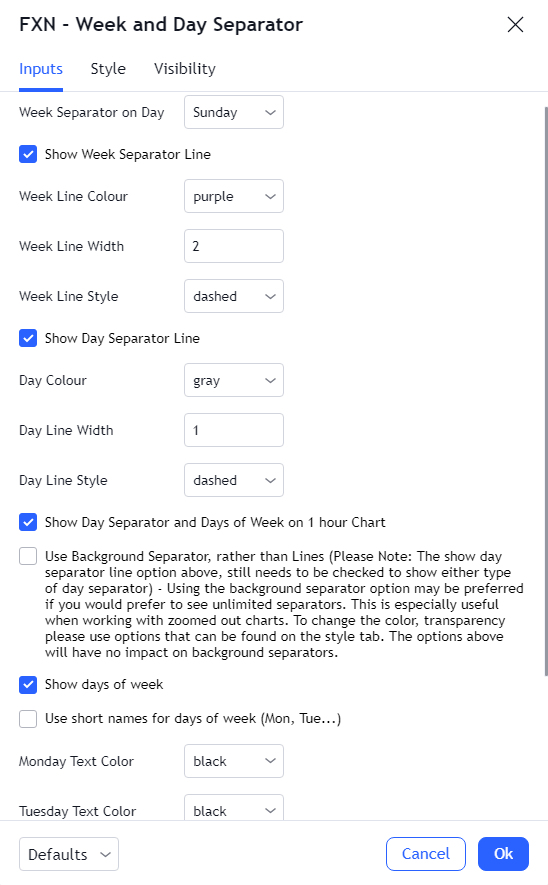 FXN - Week and Day Separator
Inputs Style Visibility
Week Separator on Day Sunday
Show Week Separator Line
Week Line Colour purple
Week Line Width 2
Week Line Style dashed
Show Day Separator Line
Day Colour gray
Day Line Width 1
Day Line Style dashed
Show Day Separator and Days of Week on 1 hour Chart
Use Background Separator, rather than Lines (Please Note: The show day
separator line option above, still needs to be checked to show either type
of day separator) - Using the background separator option may be preferred
if you would prefer to see unlimited separators. This is especially useful
when working with zoomed out charts. To change the color, transparency
please use options that can be found on the style tab. The options above
will have no impact on background separators.
Show days of week
Use short names for days of week (Mon, Tue...)
Monday Text Color black
Tuesday Text Color black
Defaults Cancel Ok